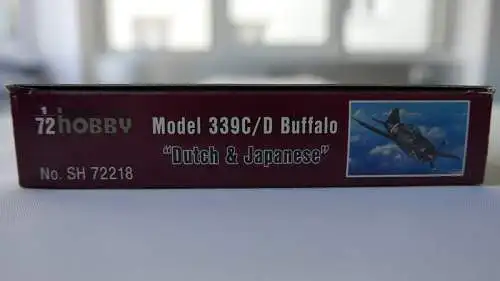 1
72 hOBBY
Model 339C/D Buffalo
"Dutch & Japanese"
No. SH 72218